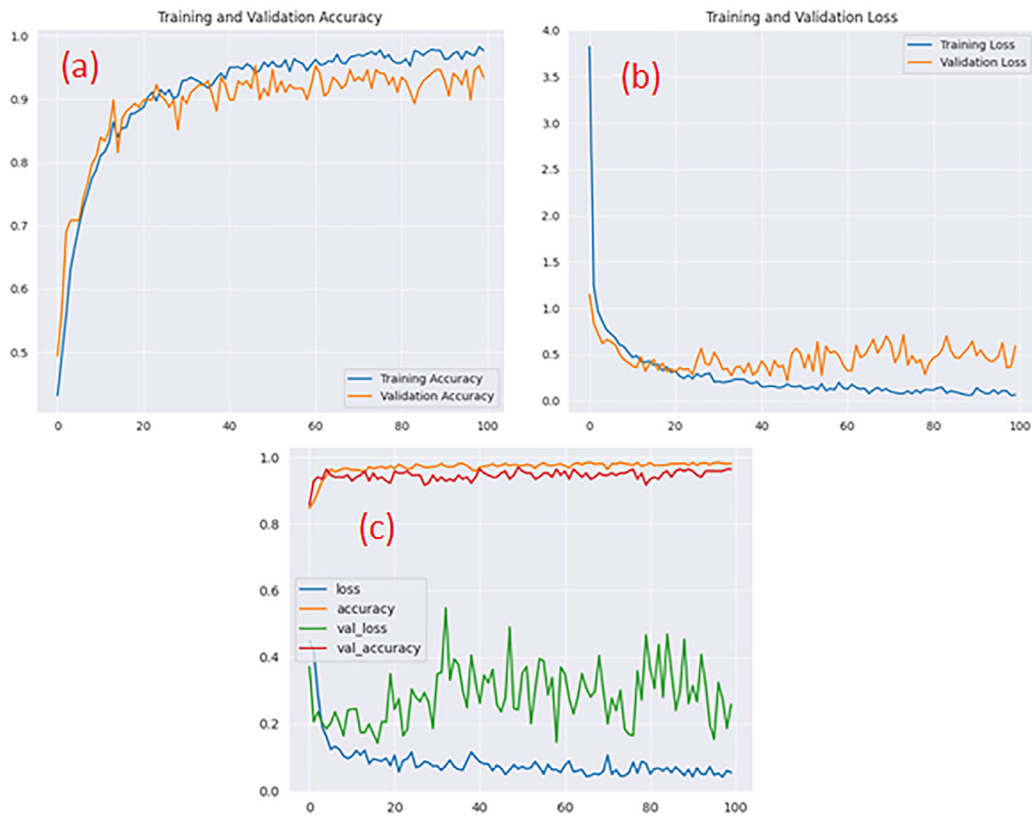 Training and Validation Accuracy
1.0
(a)
0.9
0.8
0.7
0.6
0.5
Training Accuracy
Validation Accuracy
0 20 40 60 80 100
Training and Validation Loss
4.0
Training Loss
Validation Loss
(b)
3.5
3.0
2.5
2.0
1.5
1.0
0.5
0.0
0 20 40 60 80 100
1.0
(c)
0.8
0.6
loss
accuracy
val_loss
val_accuracy
0.4
0.2
0.0
0 20 40 60 80 100